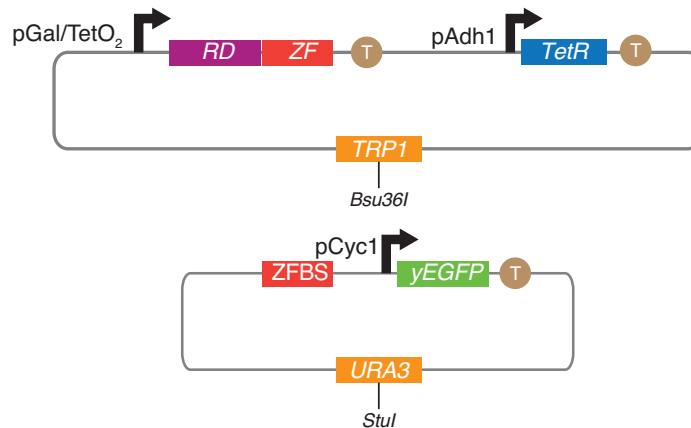 pGal/TetO₂
RD ZF T
pAdh1
TetR T
TRP1
Bsu36I
pCyc1
ZFBS yEGFP T
URA3
StuI